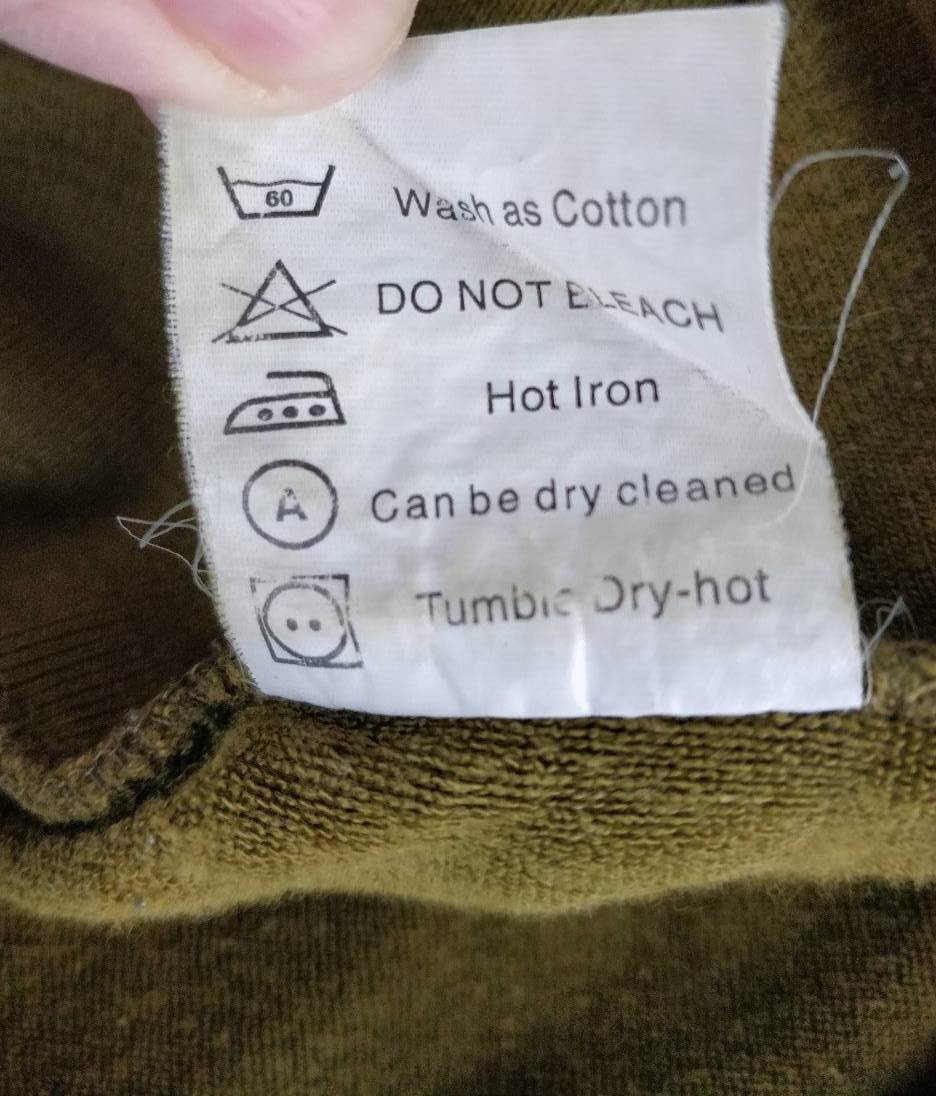 60 Wash as Cotton
DO NOT BLEACH
Hot Iron
A Can be dry cleaned
Tumble Dry-hot